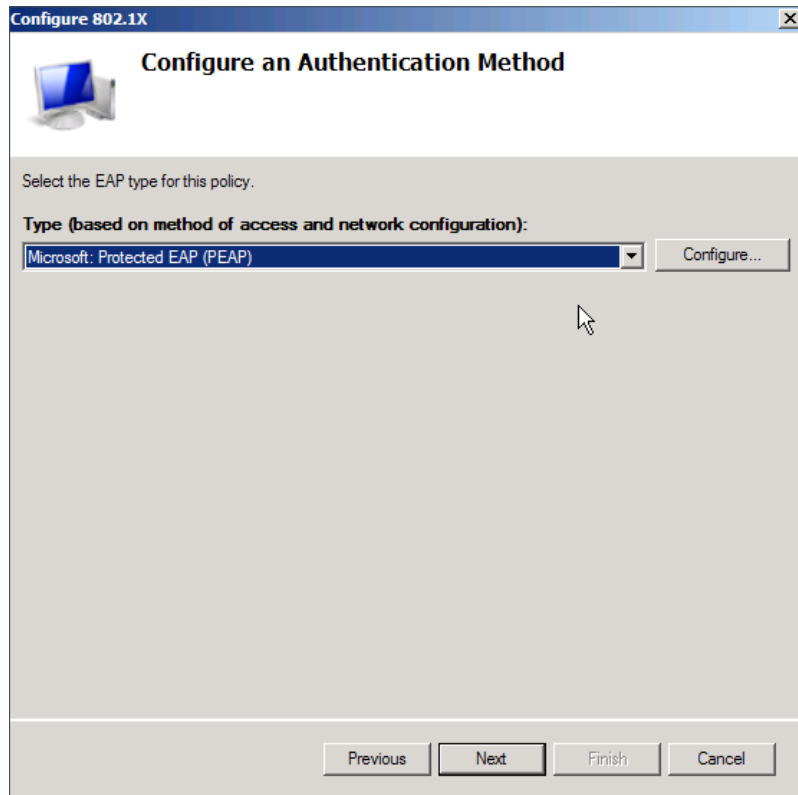 Configure 802.1X
Configure an Authentication Method
Select the EAP type for this policy.
Type (based on method of access and network configuration):
Microsoft: Protected EAP (PEAP)
Configure...
Previous
Next
Finish
Cancel